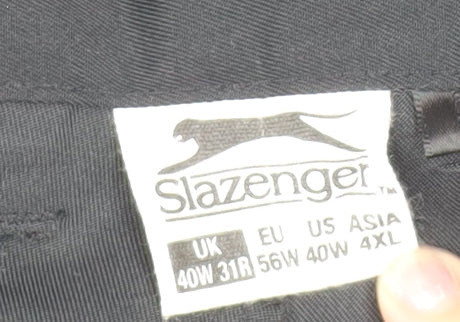 Slazenger™
UK EU US ASIA
40W 31R 56W 40W 4XL